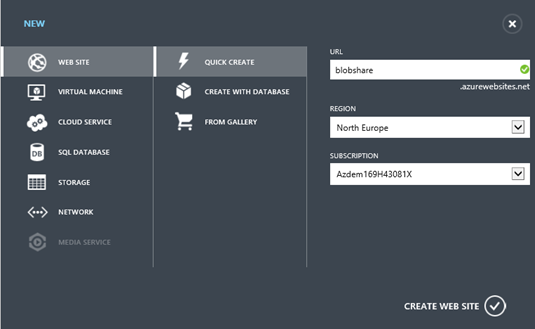 NEW
WEB SITE
VIRTUAL MACHINE
CLOUD SERVICE
DB
SQL DATABASE
STORAGE
NETWORK
MEDIA SERVICE
QUICK CREATE
CREATE WITH DATABASE
FROM GALLERY
URL
blobshare
.azurewebsites.net
REGION
North Europe
SUBSCRIPTION
Azdem169H43081X
CREATE WEB SITE